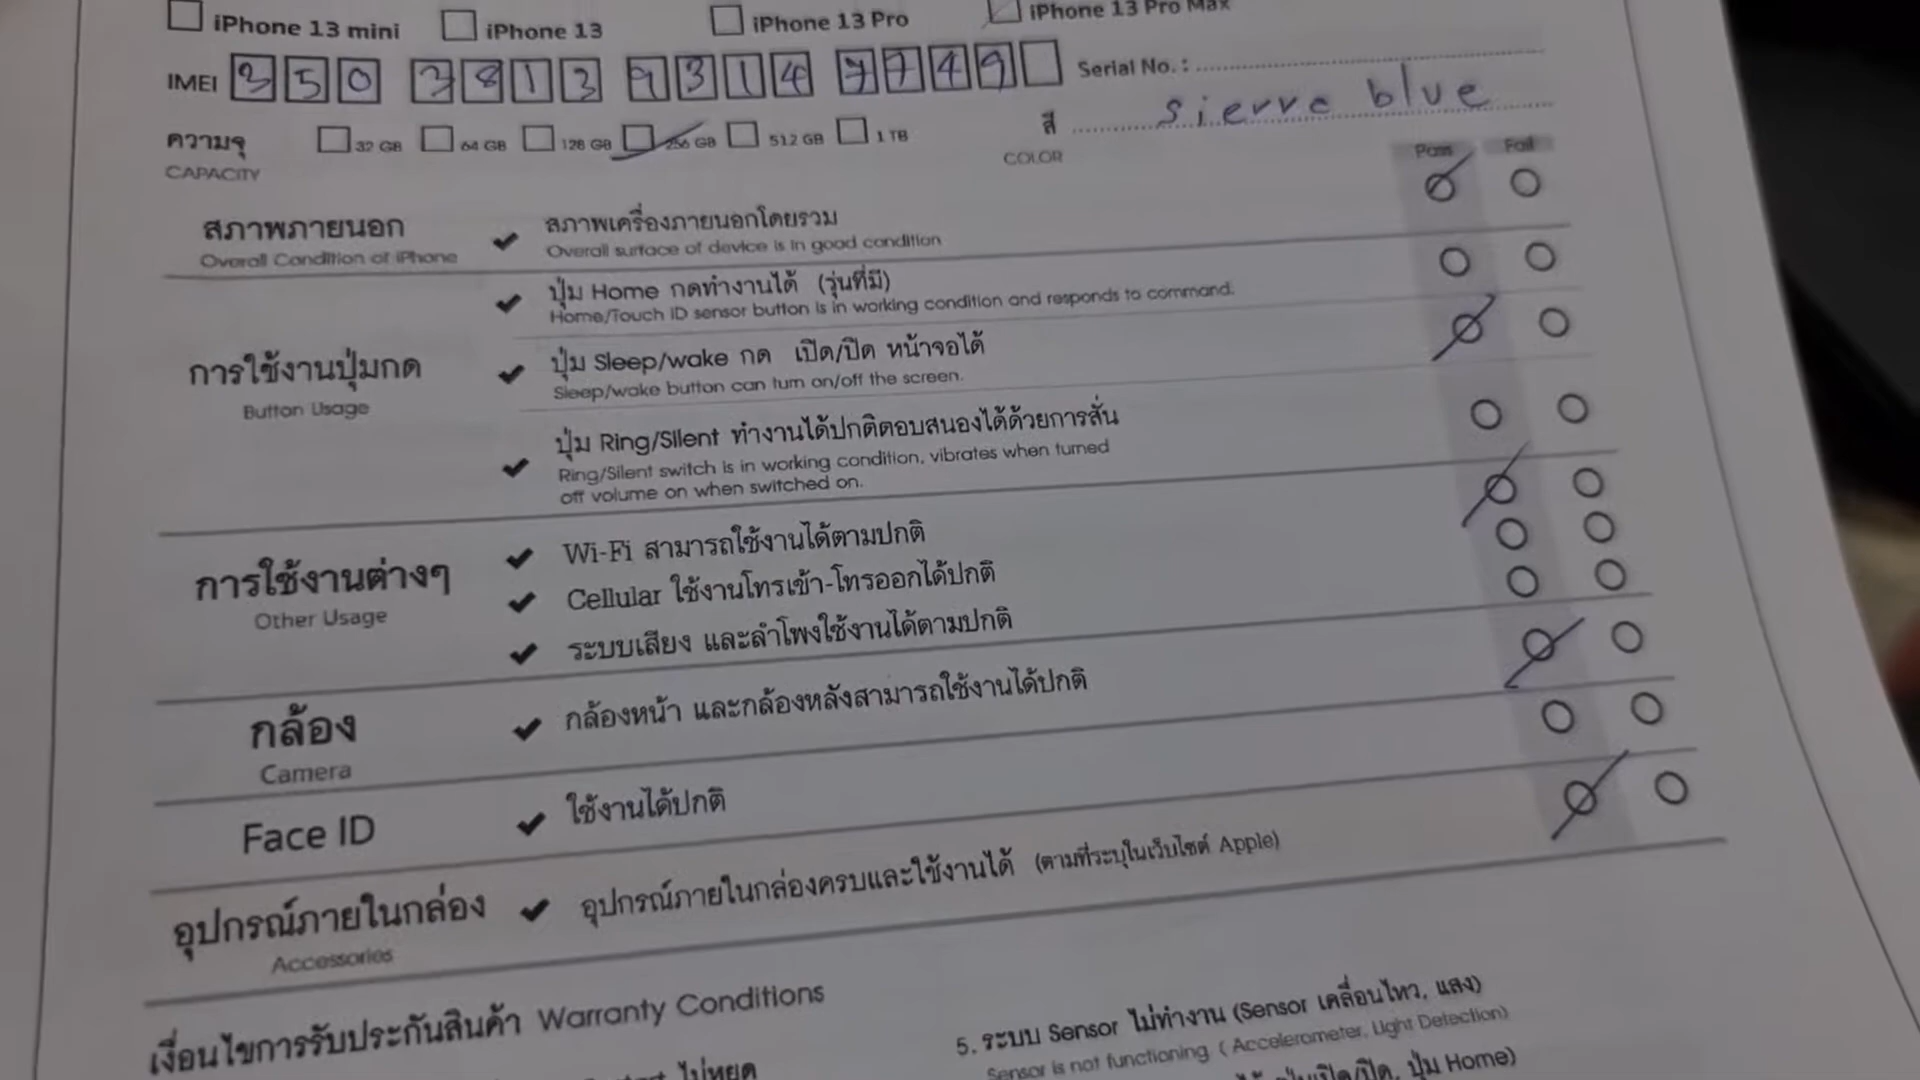 iPhone 13 mini iPhone 13 iPhone 13 Pro iPhone 13 Pro Max
IMEI 350 3813 9314 7749 Serial No. :
ความจุ 32 GB 64 GB 128 GB 256 GB 512 GB 1 TB สี sierre blue
CAPACITY COLOR
Pass Fail
สภาพภายนอก สภาพเครื่องภายนอกโดยรวม
Overall Condition of iPhone Overall surface of device is in good condition
ปุ่ม Home กดทำงานได้ (รุ่นที่มี)
Home/Touch ID sensor button is in working condition and responds to command.
การใช้งานปุ่มกด ปุ่ม Sleep/wake กด เปิด/ปิด หน้าจอได้
Button Usage Sleep/wake button can turn on/off the screen.
ปุ่ม Ring/Silent ทำงานได้ปกติตอบสนองได้ด้วยการสั่น
Ring/Silent switch is in working condition, vibrates when turned
off volume on when switched on.
Wi-Fi สามารถใช้งานได้ตามปกติ
การใช้งานต่างๆ Cellular ใช้งานโทรเข้า-โทรออกได้ปกติ
Other Usage
ระบบเสียง และลำโพงใช้งานได้ตามปกติ
กล้อง กล้องหน้า และกล้องหลังสามารถใช้งานได้ปกติ
Camera
Face ID ใช้งานได้ปกติ
อุปกรณ์ภายในกล่อง อุปกรณ์ภายในกล่องครบและใช้งานได้ (ตามที่ระบุในเว็บไซต์ Apple)
Accessories
เงื่อนไขการรับประกันสินค้า Warranty Conditions
5. ระบบ Sensor ไม่ทำงาน (Sensor เคลื่อนไหว, แสง)
Sensor is not functioning. ( Accelerometer, Light Detection)
ไม่หยุด
ปุ่มเปิด/ปิด, ปุ่ม Home)